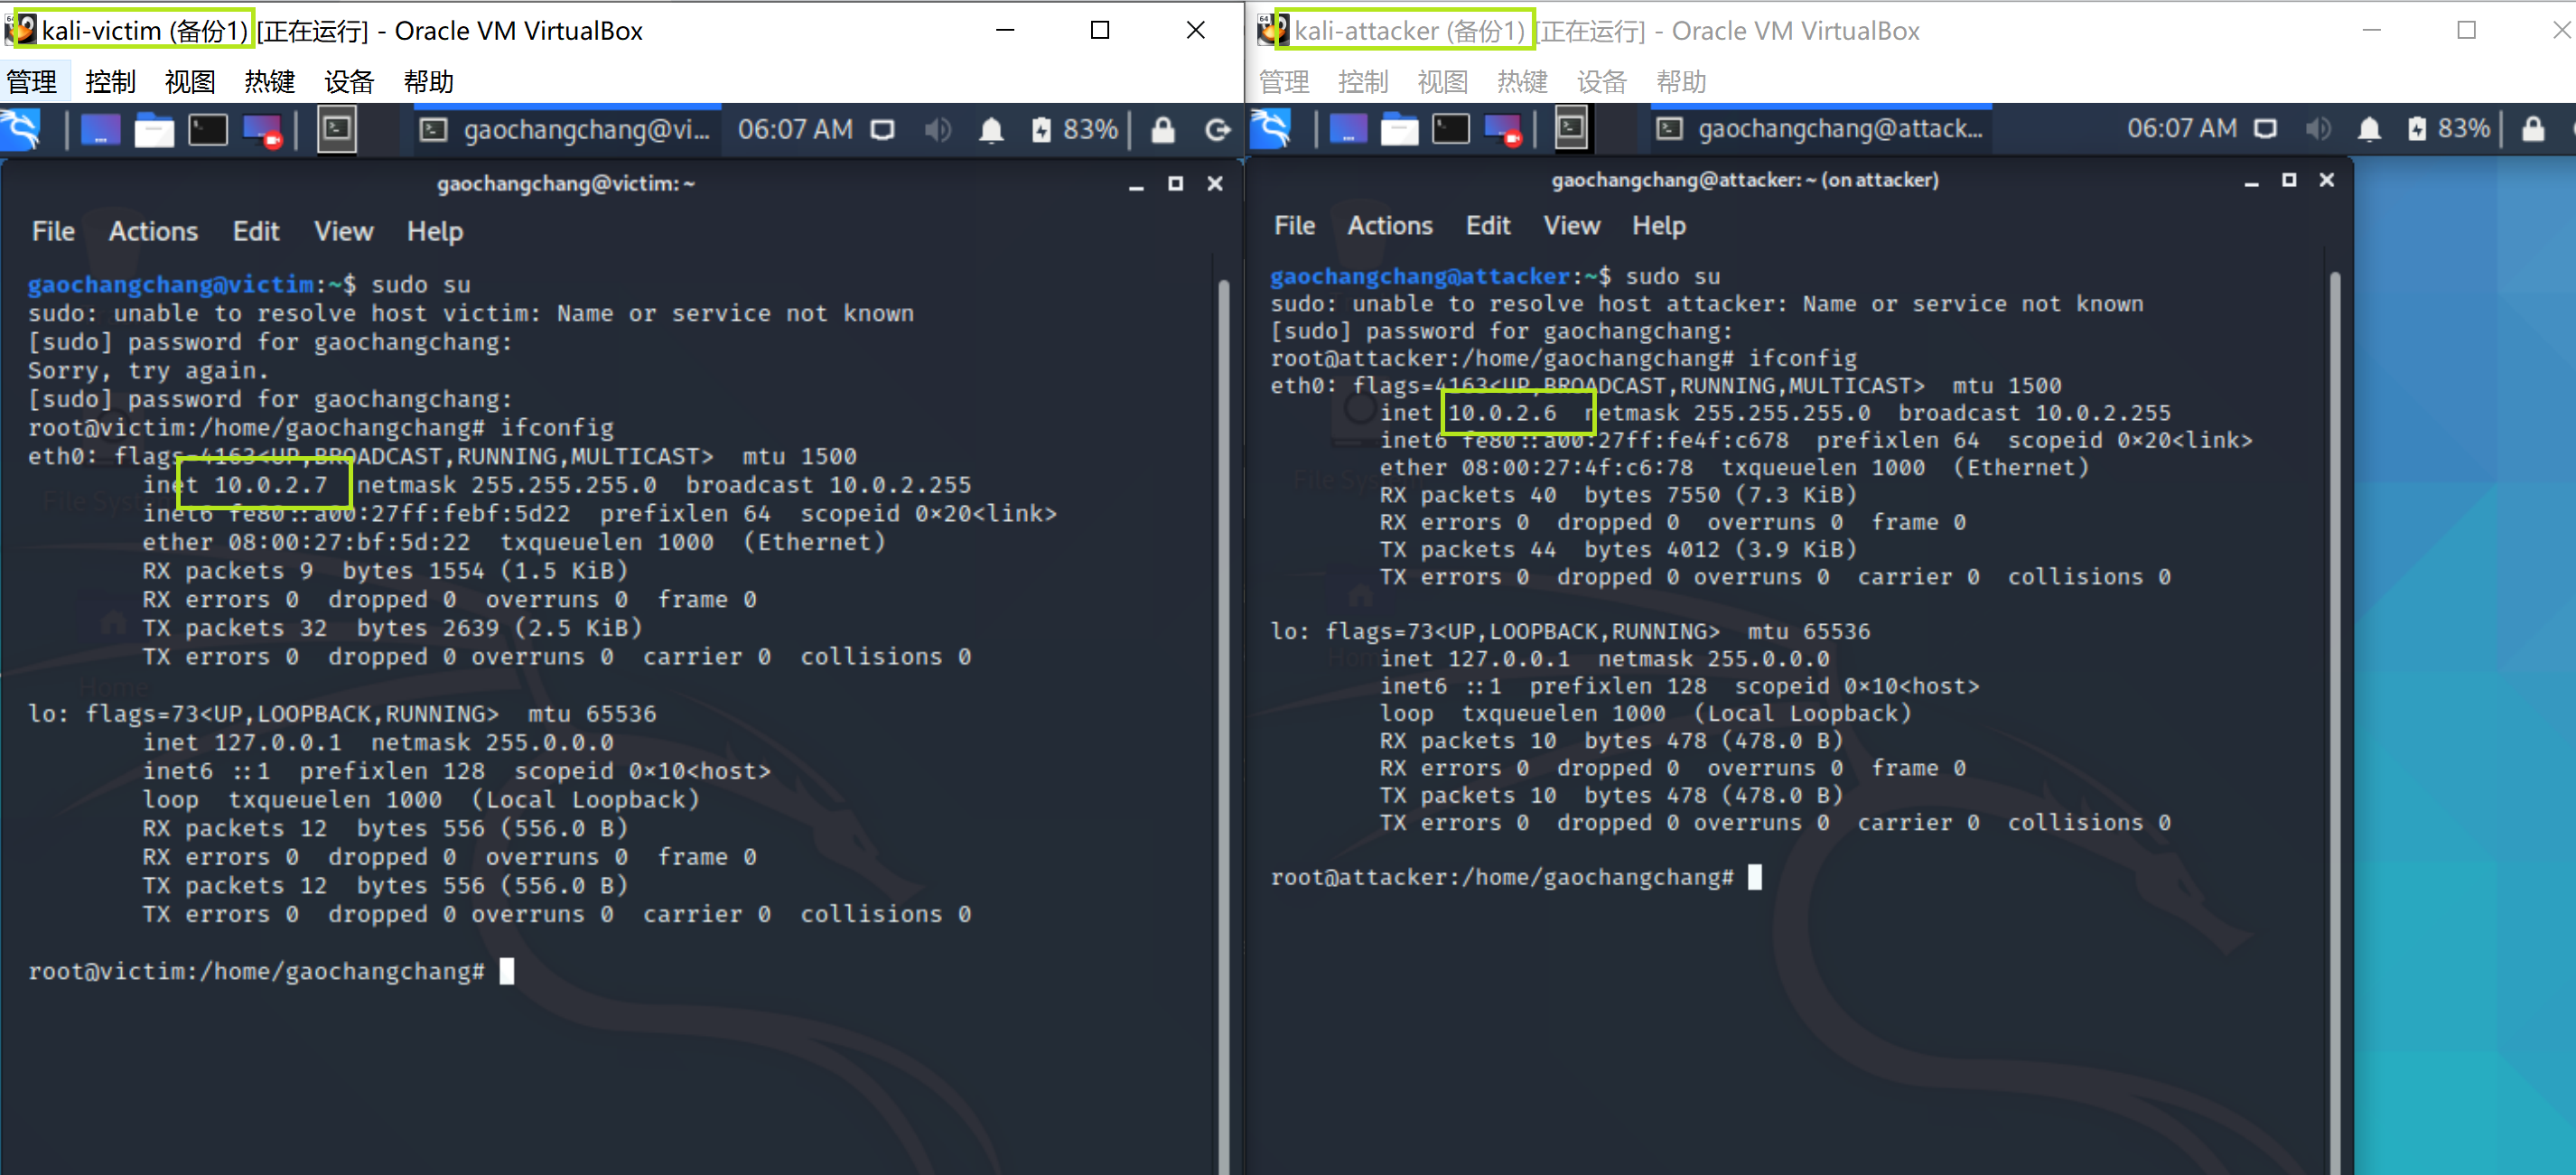 kali-victim (备份1) [正在运行] - Oracle VM VirtualBox
管理 控制 视图 热键 设备 帮助
gaochangchang@vi... 06:07 AM 83%
gaochangchang@victim: ~
File Actions Edit View Help
gaochangchang@victim:~$ sudo su
sudo: unable to resolve host victim: Name or service not known
[sudo] password for gaochangchang:
Sorry, try again.
[sudo] password for gaochangchang:
root@victim:/home/gaochangchang# ifconfig
eth0: flags=4163<UP,BROADCAST,RUNNING,MULTICAST>  mtu 1500
inet 10.0.2.7  netmask 255.255.255.0  broadcast 10.0.2.255
inet6 fe80::a00:27ff:febf:5d22  prefixlen 64  scopeid 0×20<link>
ether 08:00:27:bf:5d:22  txqueuelen 1000  (Ethernet)
RX packets 9  bytes 1554 (1.5 KiB)
RX errors 0  dropped 0  overruns 0  frame 0
TX packets 32  bytes 2639 (2.5 KiB)
TX errors 0  dropped 0 overruns 0  carrier 0  collisions 0
lo: flags=73<UP,LOOPBACK,RUNNING>  mtu 65536
inet 127.0.0.1  netmask 255.0.0.0
inet6 ::1  prefixlen 128  scopeid 0×10<host>
loop  txqueuelen 1000  (Local Loopback)
RX packets 12  bytes 556 (556.0 B)
RX errors 0  dropped 0  overruns 0  frame 0
TX packets 12  bytes 556 (556.0 B)
TX errors 0  dropped 0 overruns 0  carrier 0  collisions 0
root@victim:/home/gaochangchang#
File System
Home
kali-attacker (备份1) [正在运行] - Oracle VM VirtualBox
管理 控制 视图 热键 设备 帮助
gaochangchang@attack... 06:07 AM 83%
gaochangchang@attacker: ~ (on attacker)
File Actions Edit View Help
gaochangchang@attacker:~$ sudo su
sudo: unable to resolve host attacker: Name or service not known
[sudo] password for gaochangchang:
root@attacker:/home/gaochangchang# ifconfig
eth0: flags=4163<UP,BROADCAST,RUNNING,MULTICAST>  mtu 1500
inet 10.0.2.6  netmask 255.255.255.0  broadcast 10.0.2.255
inet6 fe80::a00:27ff:fe4f:c678  prefixlen 64  scopeid 0×20<link>
ether 08:00:27:4f:c6:78  txqueuelen 1000  (Ethernet)
RX packets 40  bytes 7550 (7.3 KiB)
RX errors 0  dropped 0  overruns 0  frame 0
TX packets 44  bytes 4012 (3.9 KiB)
TX errors 0  dropped 0 overruns 0  carrier 0  collisions 0
lo: flags=73<UP,LOOPBACK,RUNNING>  mtu 65536
inet 127.0.0.1  netmask 255.0.0.0
inet6 ::1  prefixlen 128  scopeid 0×10<host>
loop  txqueuelen 1000  (Local Loopback)
RX packets 10  bytes 478 (478.0 B)
RX errors 0  dropped 0  overruns 0  frame 0
TX packets 10  bytes 478 (478.0 B)
TX errors 0  dropped 0 overruns 0  carrier 0  collisions 0
root@attacker:/home/gaochangchang#
File System
Home